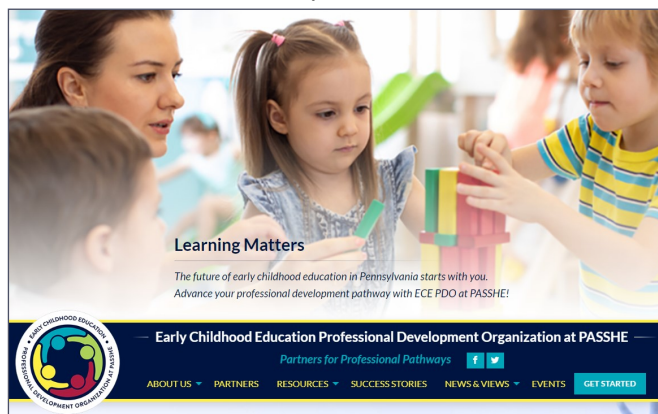 Learning Matters
The future of early childhood education in Pennsylvania starts with you.
Advance your professional development pathway with ECE PDO at PASSHE!
EARLY CHILDHOOD EDUCATION
PROFESSIONAL DEVELOPMENT ORGANIZATION AT PASSHE
Early Childhood Education Professional Development Organization at PASSHE
Partners for Professional Pathways
ABOUT US PARTNERS RESOURCES SUCCESS STORIES NEWS & VIEWS EVENTS GET STARTED